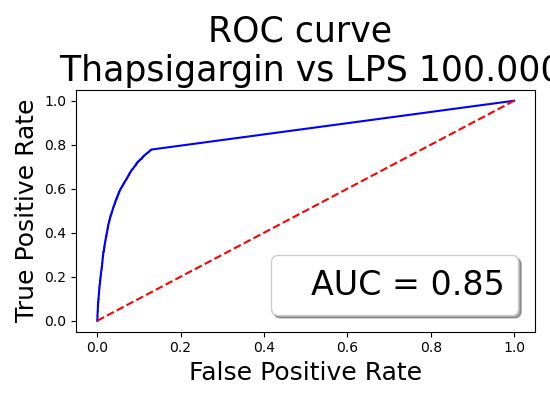 ROC curve
Thapsigargin vs LPS 100.000
True Positive Rate
1.0
0.8
0.6
0.4
0.2
0.0
AUC = 0.85
0.0 0.2 0.4 0.6 0.8 1.0
False Positive Rate